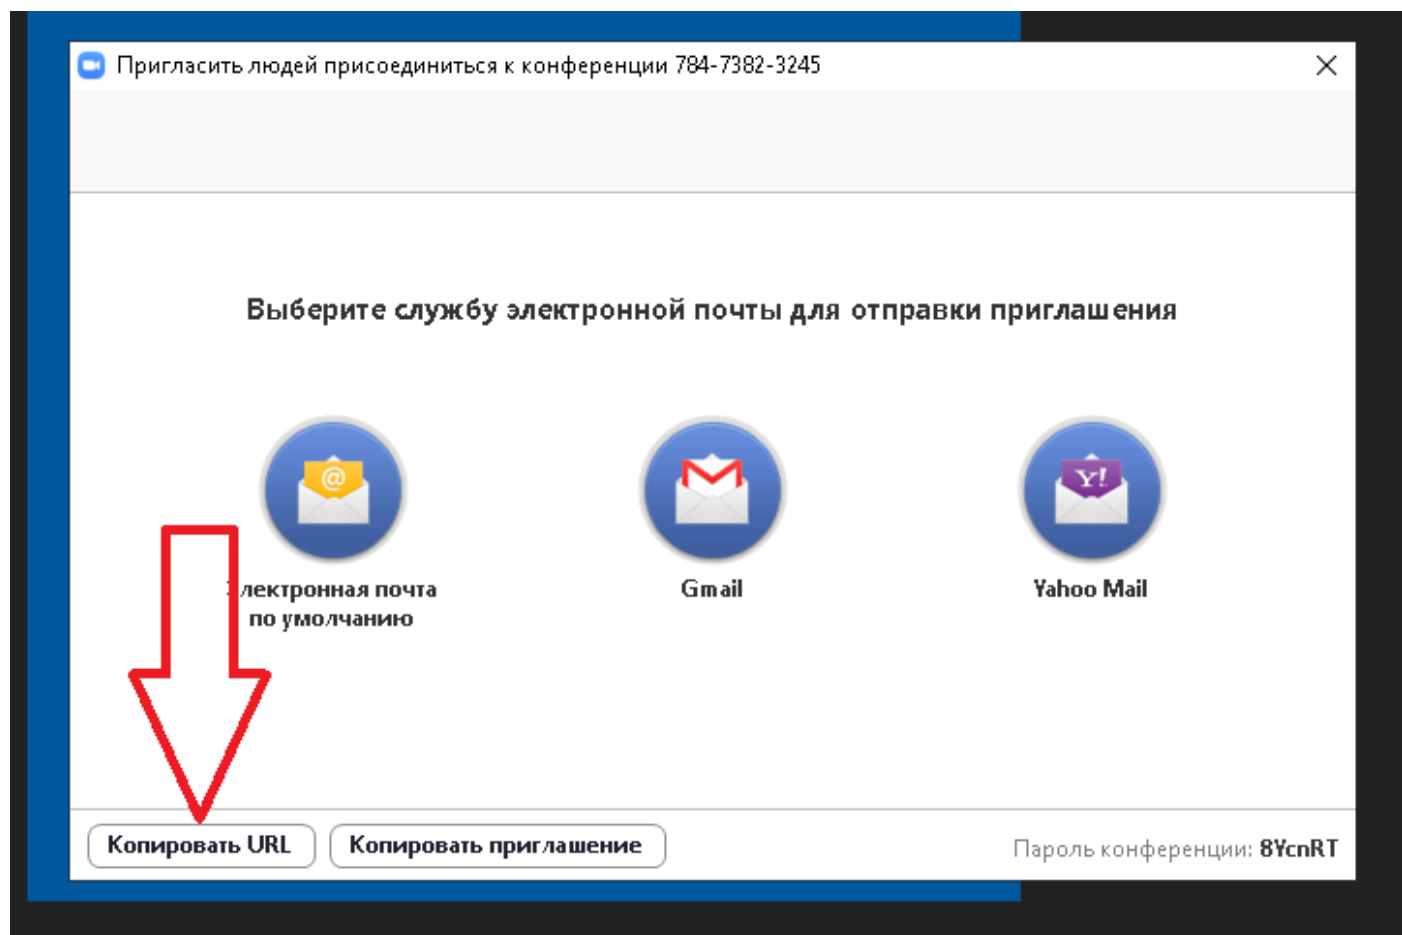 Пригласить людей присоединиться к конференции 784-7382-3245
Выберите службу электронной почты для отправки приглашения
@
Y!
почта
Gmail
Yahoo Mail
по умолчанию
Копировать URL
Копировать приглашение
Пароль конференции: 8YcnRT